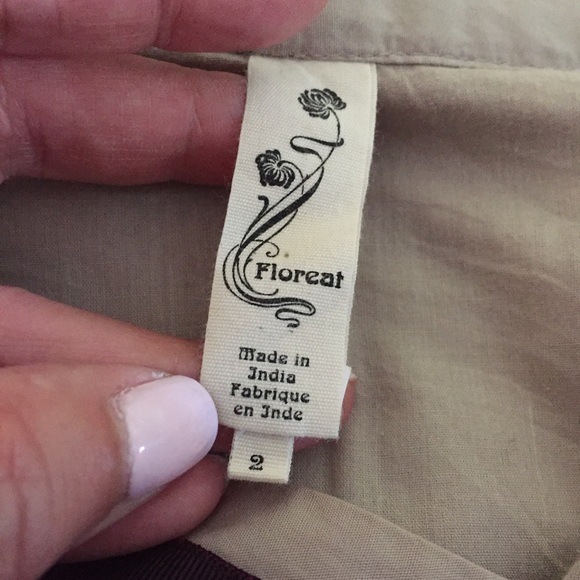 Floreat
Made in
India
Fabrique
en Inde
2